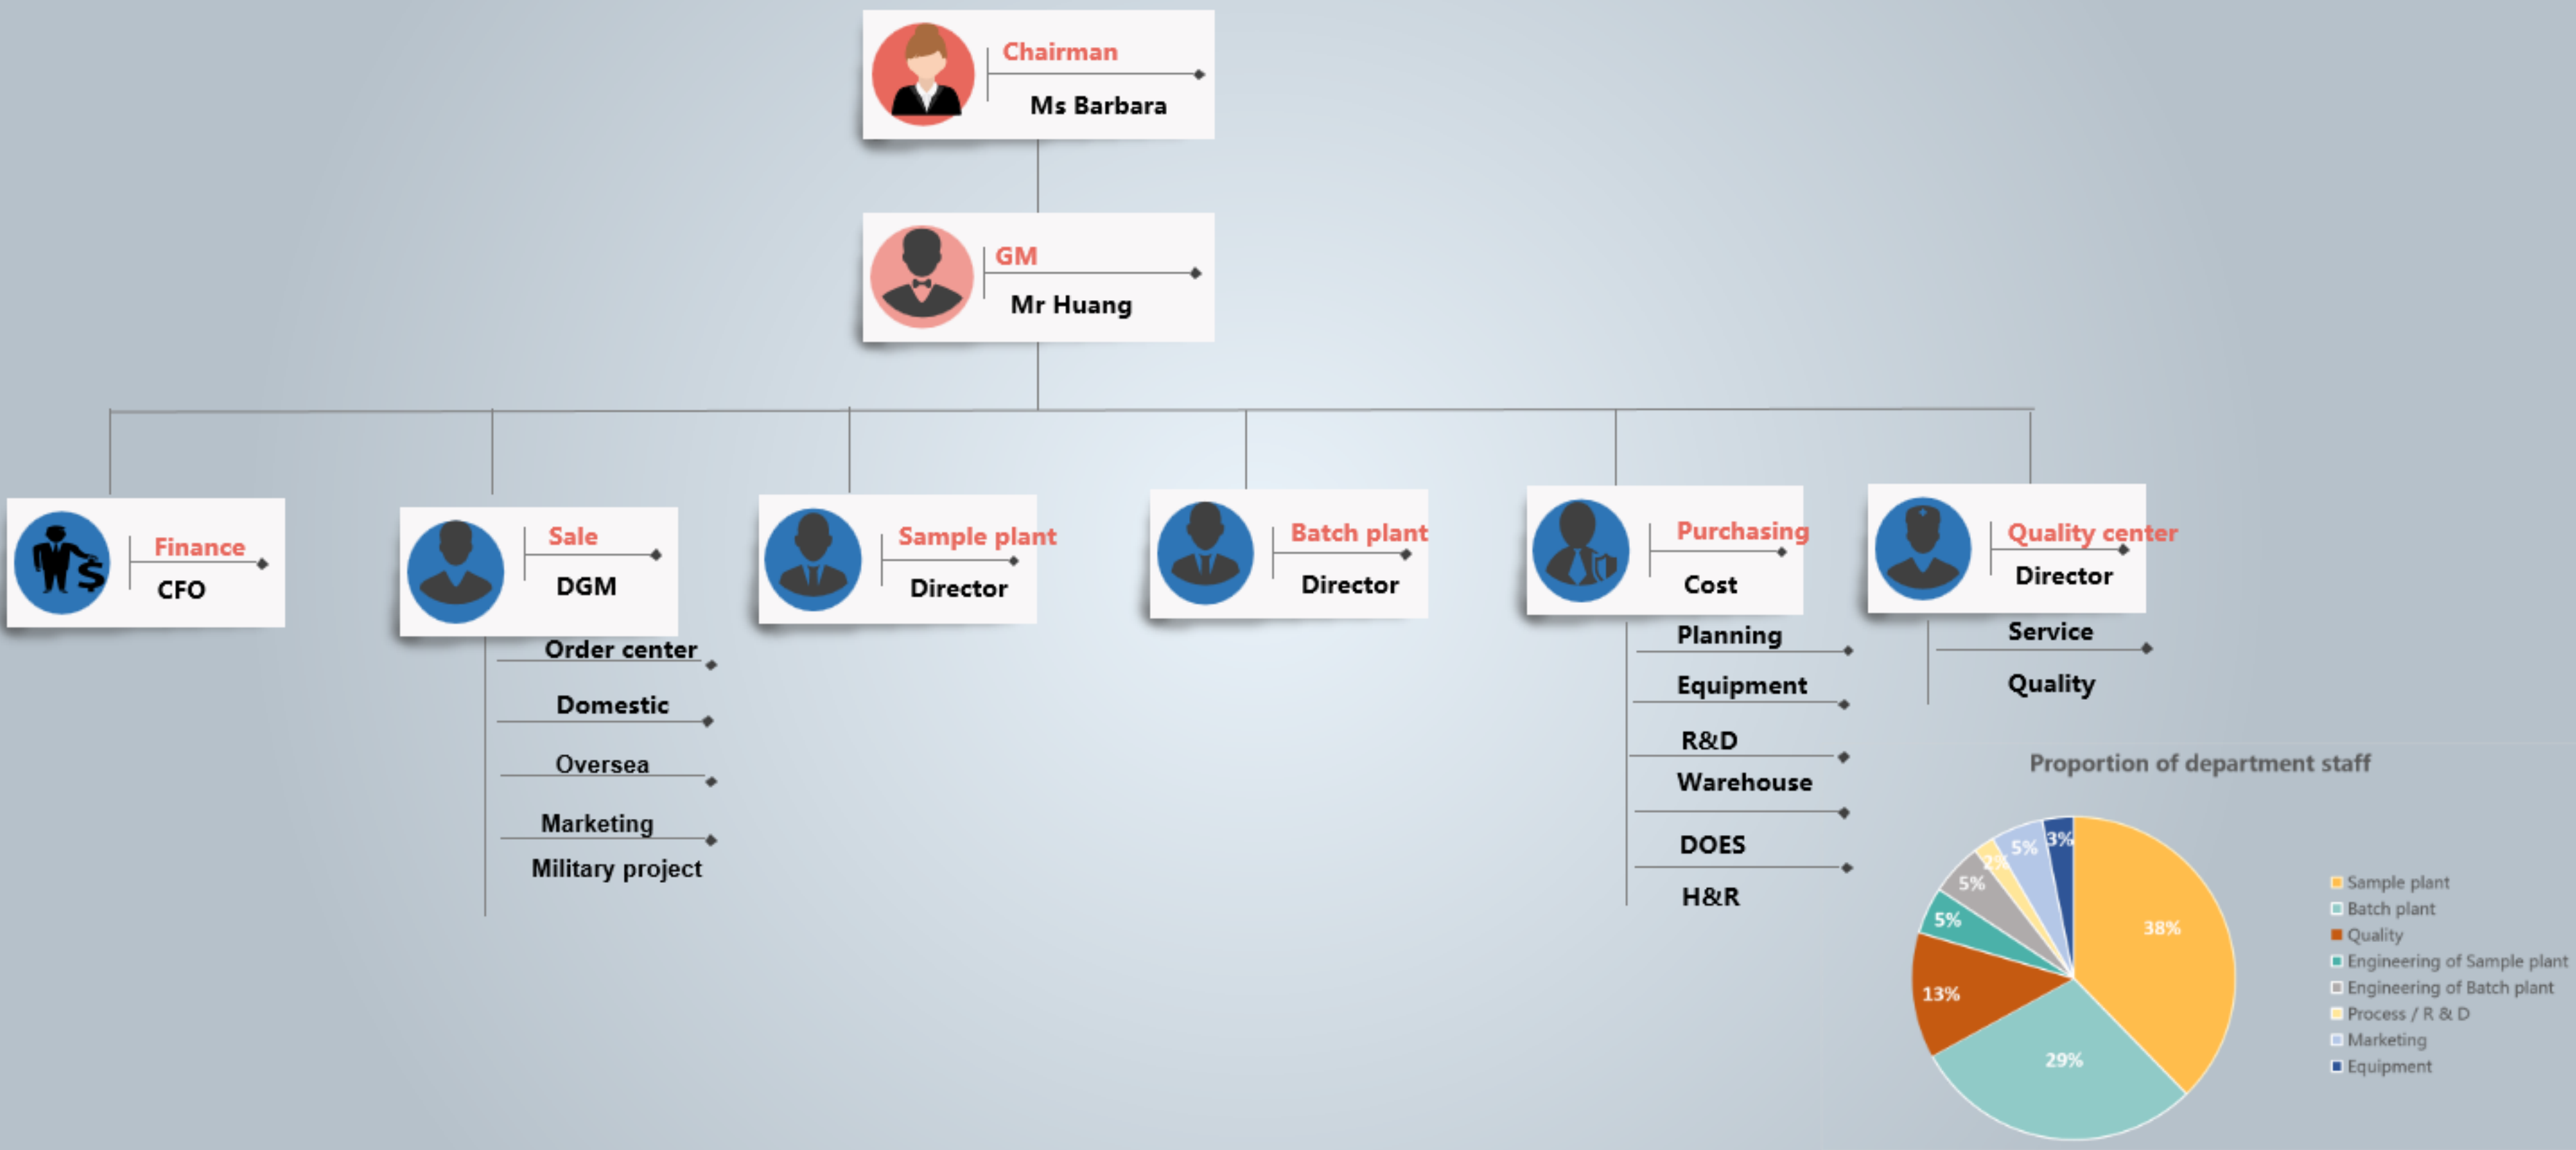 Chairman
Ms Barbara
GM
Mr Huang
Finance
CFO
Sale
DGM
Order center
Domestic
Oversea
Marketing
Military project
Sample plant
Director
Batch plant
Director
Purchasing
Cost
Planning
Equipment
R&D
Warehouse
DOES
H&R
Quality center
Director
Service
Quality
Proportion of department staff
3%
5%
2%
5%
5%
13%
29%
38%
Sample plant
Batch plant
Quality
Engineering of Sample plant
Engineering of Batch plant
Process / R & D
Marketing
Equipment